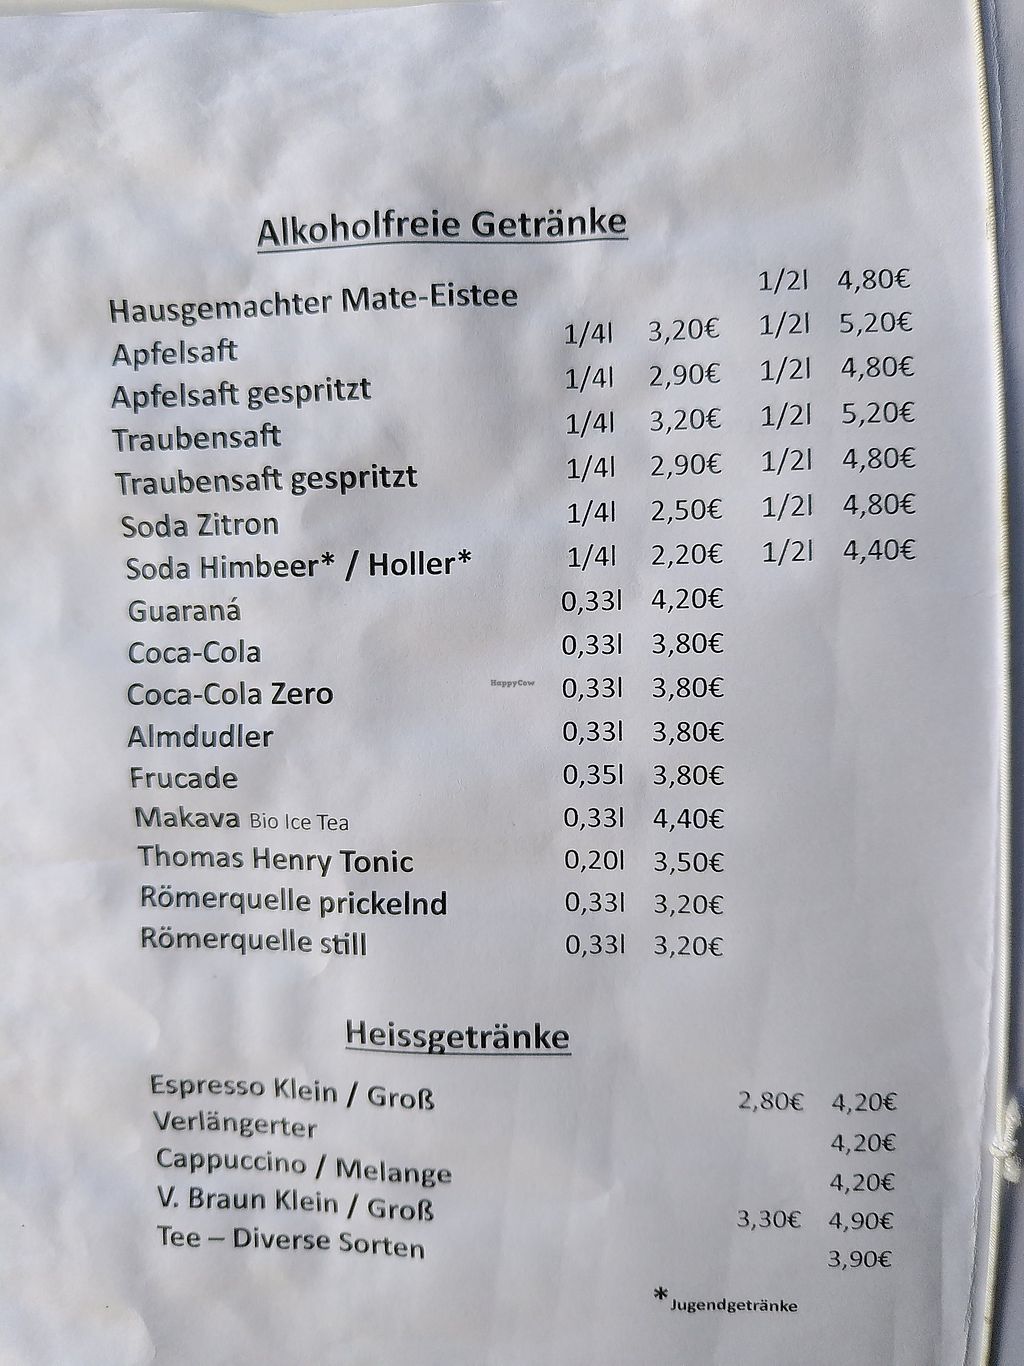 Alkoholfreie Getränke
Hausgemachter Mate-Eistee 1/2l 4,80€
Apfelsaft 1/4l 3,20€ 1/2l 5,20€
Apfelsaft gespritzt 1/4l 2,90€ 1/2l 4,80€
Traubensaft 1/4l 3,20€ 1/2l 5,20€
Traubensaft gespritzt 1/4l 2,90€ 1/2l 4,80€
Soda Zitron 1/4l 2,50€ 1/2l 4,80€
Soda Himbeer* / Holler* 1/4l 2,20€ 1/2l 4,40€
Guaraná 0,33l 4,20€
Coca-Cola 0,33l 3,80€
Coca-Cola Zero 0,33l 3,80€
HappyCow
Almdudler 0,33l 3,80€
Frucade 0,35l 3,80€
Makava Bio Ice Tea 0,33l 4,40€
Thomas Henry Tonic 0,20l 3,50€
Römerquelle prickelnd 0,33l 3,20€
Römerquelle still 0,33l 3,20€
Heissgetränke
Espresso Klein / Groß 2,80€ 4,20€
Verlängerter 4,20€
Cappuccino / Melange 4,20€
V. Braun Klein / Groß 3,30€ 4,90€
Tee – Diverse Sorten 3,90€
*Jugendgetränke